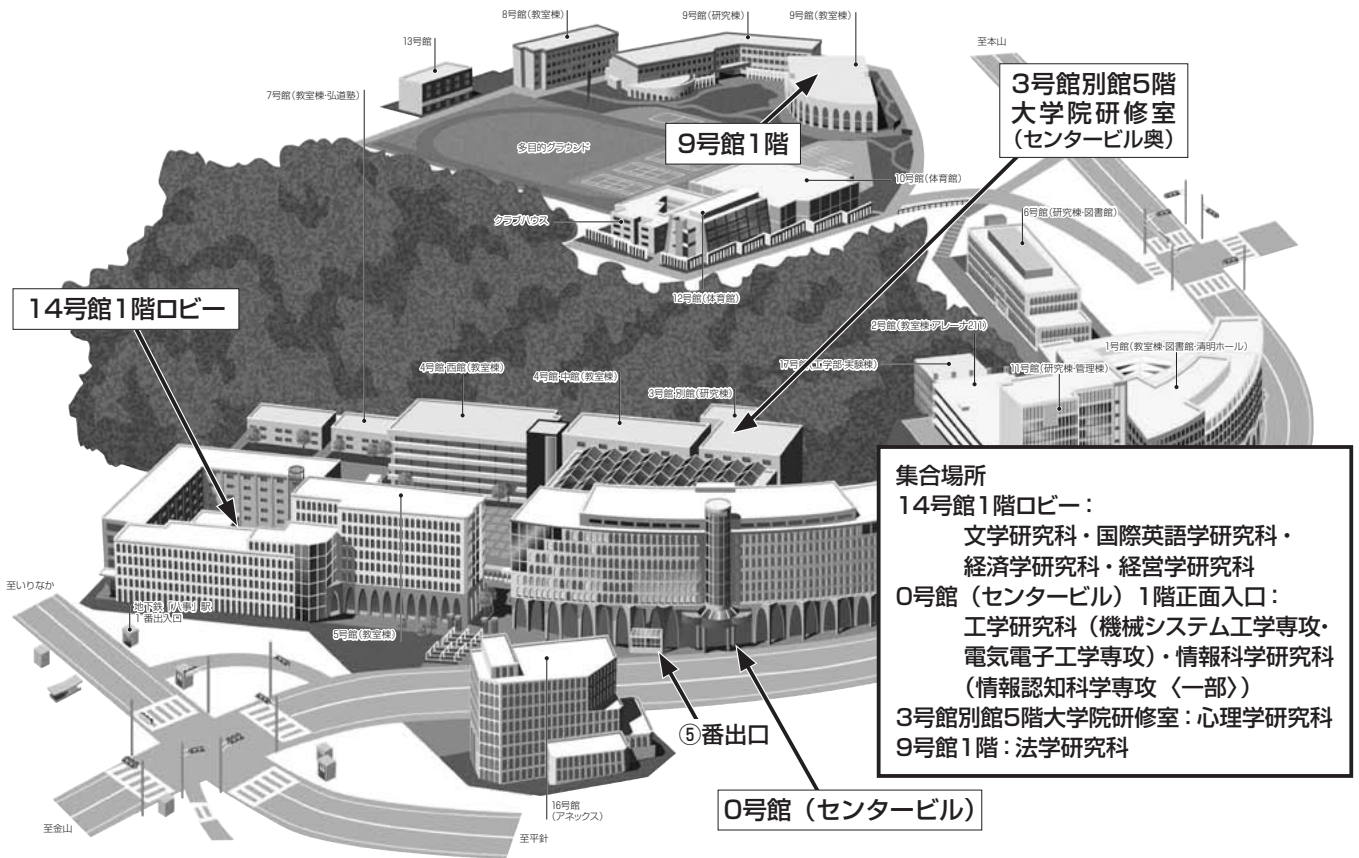 8号館(教室棟)
9号館(研究棟)
9号館(教室棟)
13号館
至本山
7号館(教室棟・弘道塾)
3号館別館5階
大学院研修室
(センタービル奥)
9号館1階
多目的グラウンド
10号館(体育館)
クラブハウス
6号館(研究棟・図書館)
12号館(体育館)
14号館1階ロビー
2号館(教室棟・アレーナ211)
1号館(教室棟・図書館・清明ホール)
17号館(工学部・実験棟)
11号館(研究棟・管理棟)
4号館・西館(教室棟)
4号館・中館(教室棟)
3号館・別館(研究棟)
集合場所
14号館1階ロビー:
文学研究科・国際英語学研究科・
経済学研究科・経営学研究科
0号館(センタービル)1階正面入口:
工学研究科(機械システム工学専攻・
電気電子工学専攻)・情報科学研究科
(情報認知科学専攻〈一部〉)
3号館別館5階大学院研修室:心理学研究科
9号館1階:法学研究科
至いりなか
地下鉄「八事」駅
1番出入口
5号館(教室棟)
⑤番出口
16号館
(アネックス)
0号館(センタービル)
至金山
至平針